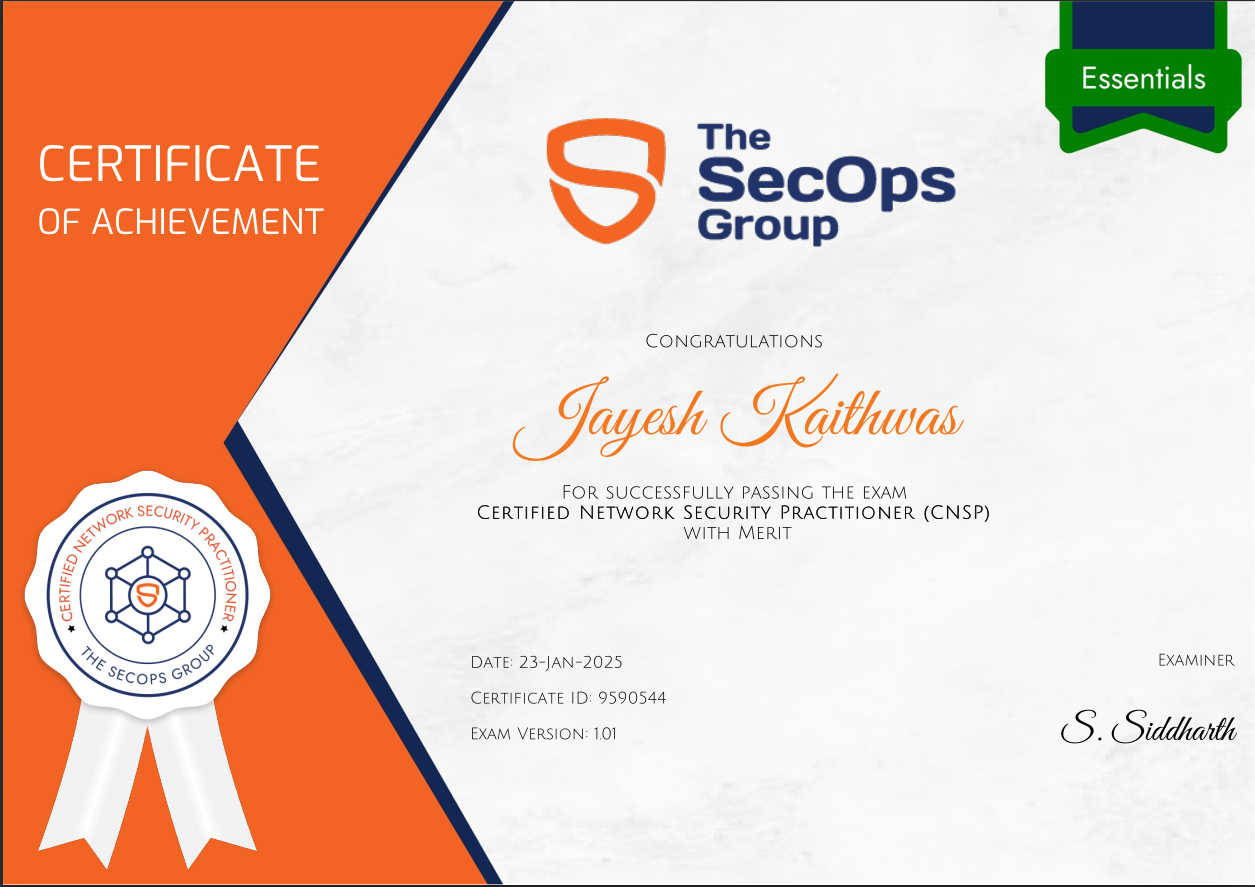 Essentials
CERTIFICATE
OF ACHIEVEMENT
The
SecOps
Group
Congratulations
Jayesh Kaithwas
For successfully passing the exam
Certified Network Security Practitioner (CNSP)
with Merit
CERTIFIED NETWORK SECURITY PRACTITIONER
THE SECOPS GROUP
Date: 23-Jan-2025
Certificate ID: 9590544
Exam Version: 1.01
Examiner
S. Siddharth